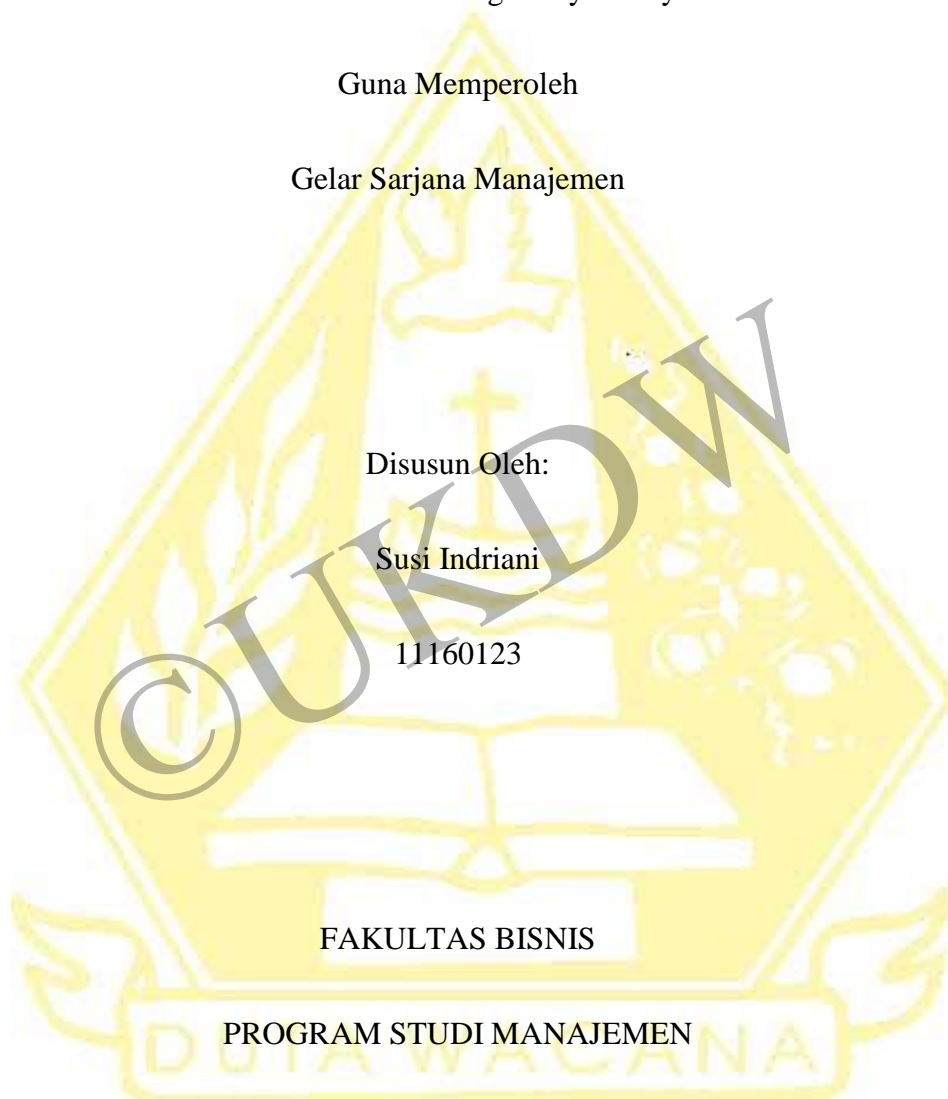 Guna Memperoleh
Gelar Sarjana Manajemen
Disusun Oleh:
Susi Indriani
11160123
©UKDW
FAKULTAS BISNIS
PROGRAM STUDI MANAJEMEN
DUTA WACANA